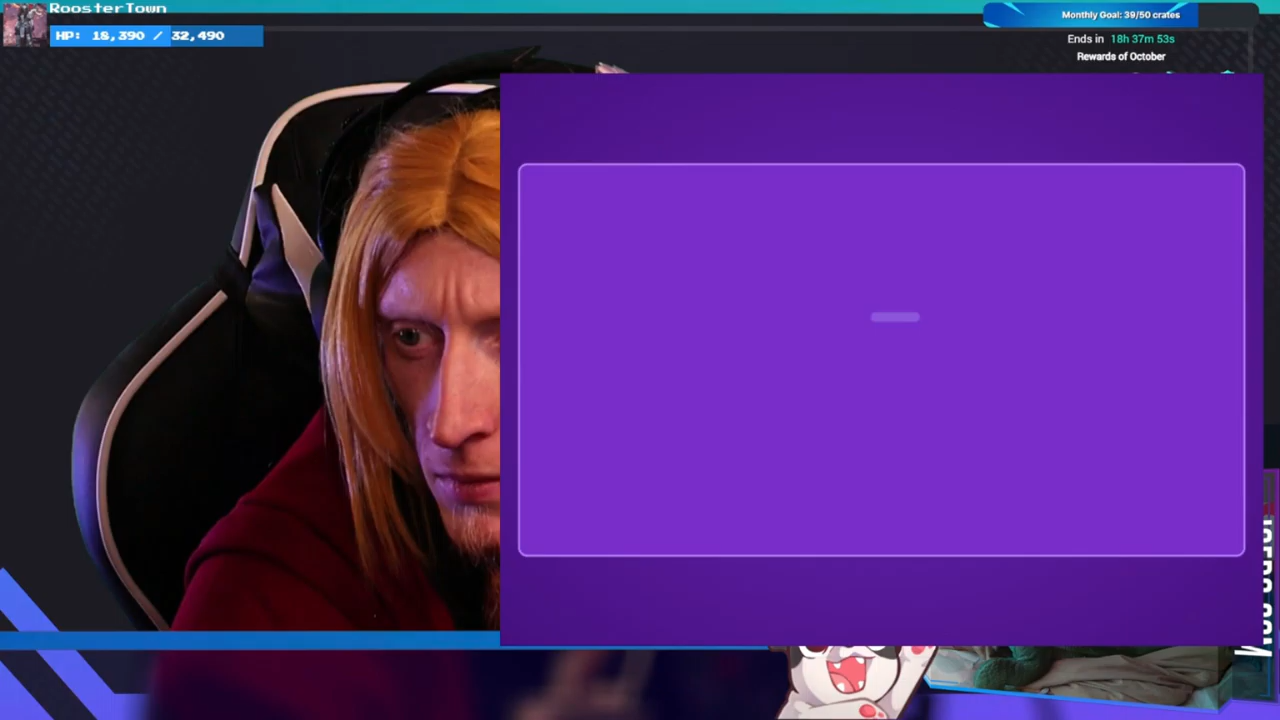 RoosterTown
HP: 18,390 / 32,490
Monthly Goal: 39/50 crates
Ends in 18h 37m 53s
Rewards of October